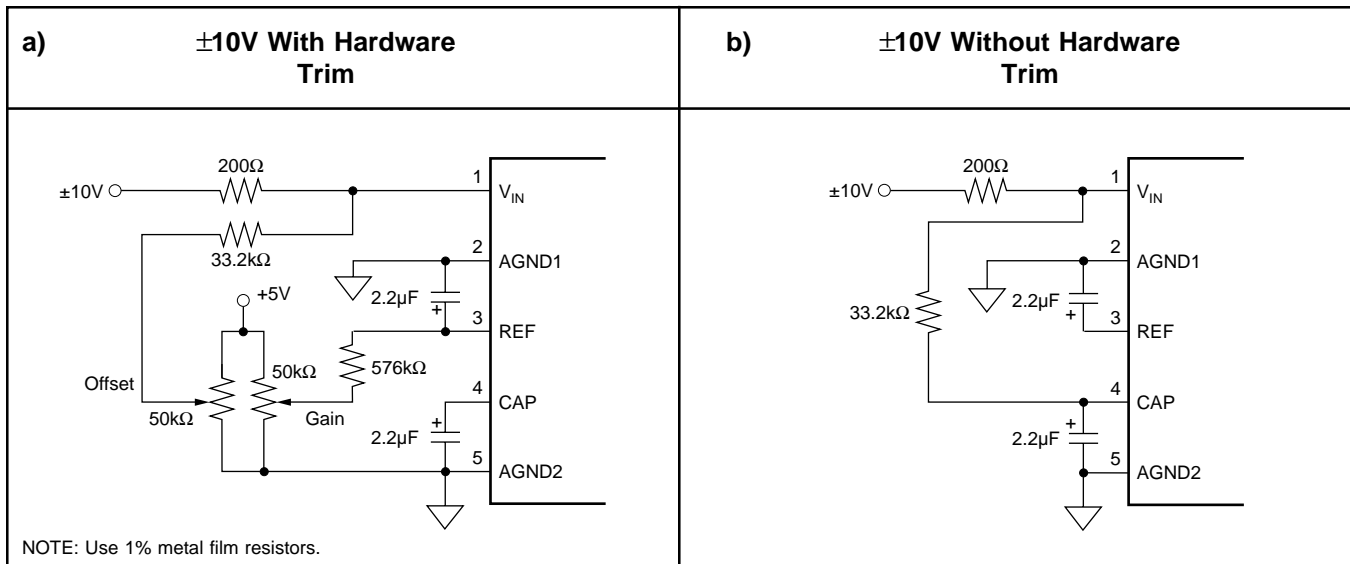 a)
±10V With Hardware
Trim
b)
±10V Without Hardware
Trim
200Ω
±10V
33.2kΩ
+5V
Offset
50kΩ
50kΩ
Gain
576kΩ
2.2µF
+
+
2.2µF
1
V_IN
2
AGND1
3
REF
4
CAP
5
AGND2
NOTE: Use 1% metal film resistors.
200Ω
±10V
33.2kΩ
2.2µF
+
+
2.2µF
1
V_IN
2
AGND1
3
REF
4
CAP
5
AGND2